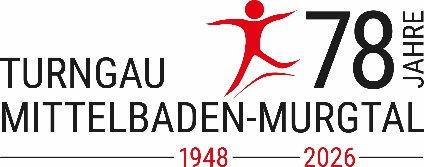 78 JAHRE
TURNGAU
MITTELBADEN-MURGTAL
1948 2026